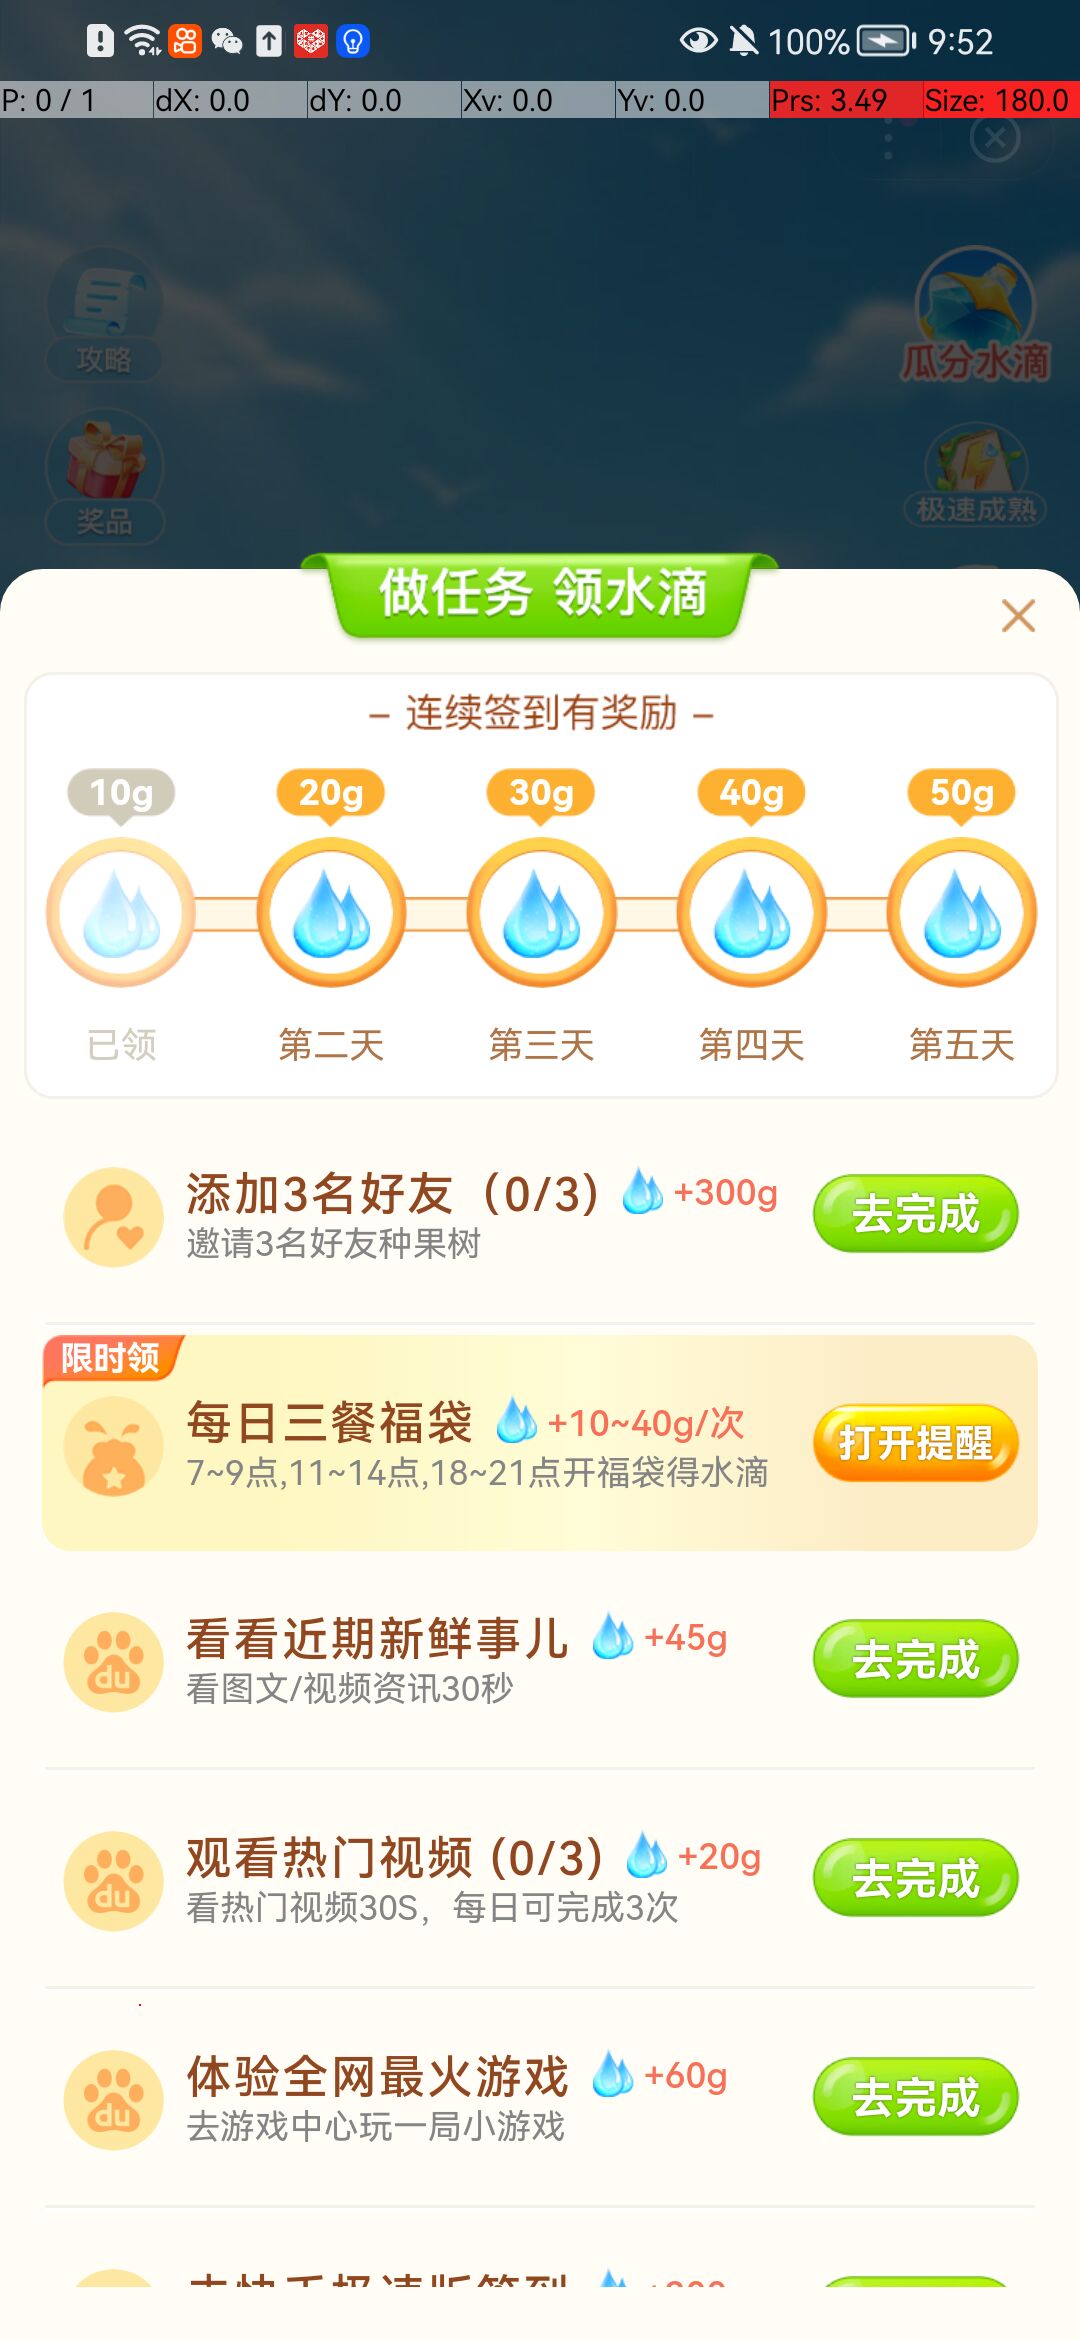 100% 9:52
P: 0 / 1 dX: 0.0 dY: 0.0 Xv: 0.0 Yv: 0.0 Prs: 3.49 Size: 180.0
攻略
瓜分水滴
奖品
极速成熟
做任务 领水滴
– 连续签到有奖励 –
10g 20g 30g 40g 50g
已领 第二天 第三天 第四天 第五天
添加3名好友（0/3) +300g
去完成
邀请3名好友种果树
限时领
每日三餐福袋 +10~40g/次
打开提醒
7~9点,11~14点,18~21点开福袋得水滴
看看近期新鲜事儿 +45g
去完成
看图文/视频资讯30秒
du
观看热门视频 (0/3) +20g
去完成
看热门视频30S，每日可完成3次
du
体验全网最火游戏 +60g
去完成
去游戏中心玩一局小游戏
du